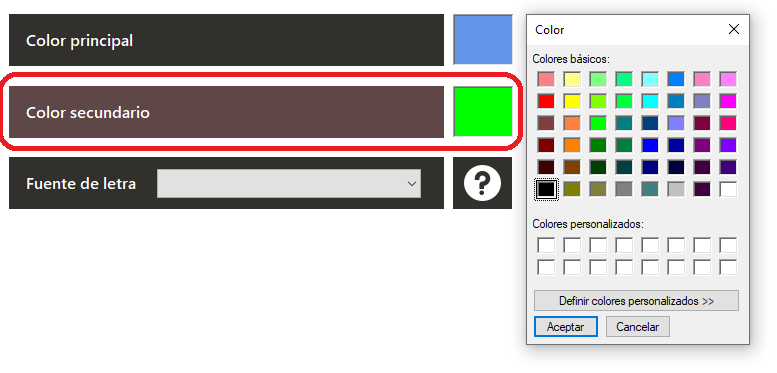 Color principal
Color secundario
Fuente de letra
?
Color
Colores básicos:
Colores personalizados:
Definir colores personalizados >>
Aceptar
Cancelar